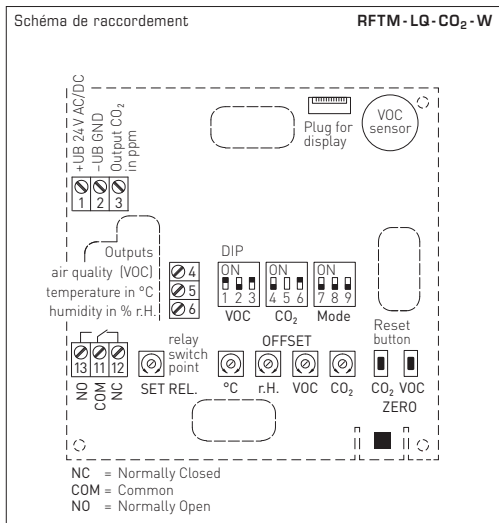 Schéma de raccordement
RFTM-LQ-CO₂-W
+UB 24V AC/DC
–UB GND
Output CO₂
in ppm
1 2 3
Plug for
display
VOC
sensor
Outputs
air quality (VOC)
temperature in °C
humidity in % r.H.
4
5
6
DIP
ON ON ON
1 2 3 4 5 6 7 8 9
VOC CO₂ Mode
13 11 12
NO
COM
NC
relay
switch
point
SET REL.
OFFSET
°C r.H. VOC CO₂
Reset
button
CO₂ VOC
ZERO
NC = Normally Closed
COM = Common
NO = Normally Open